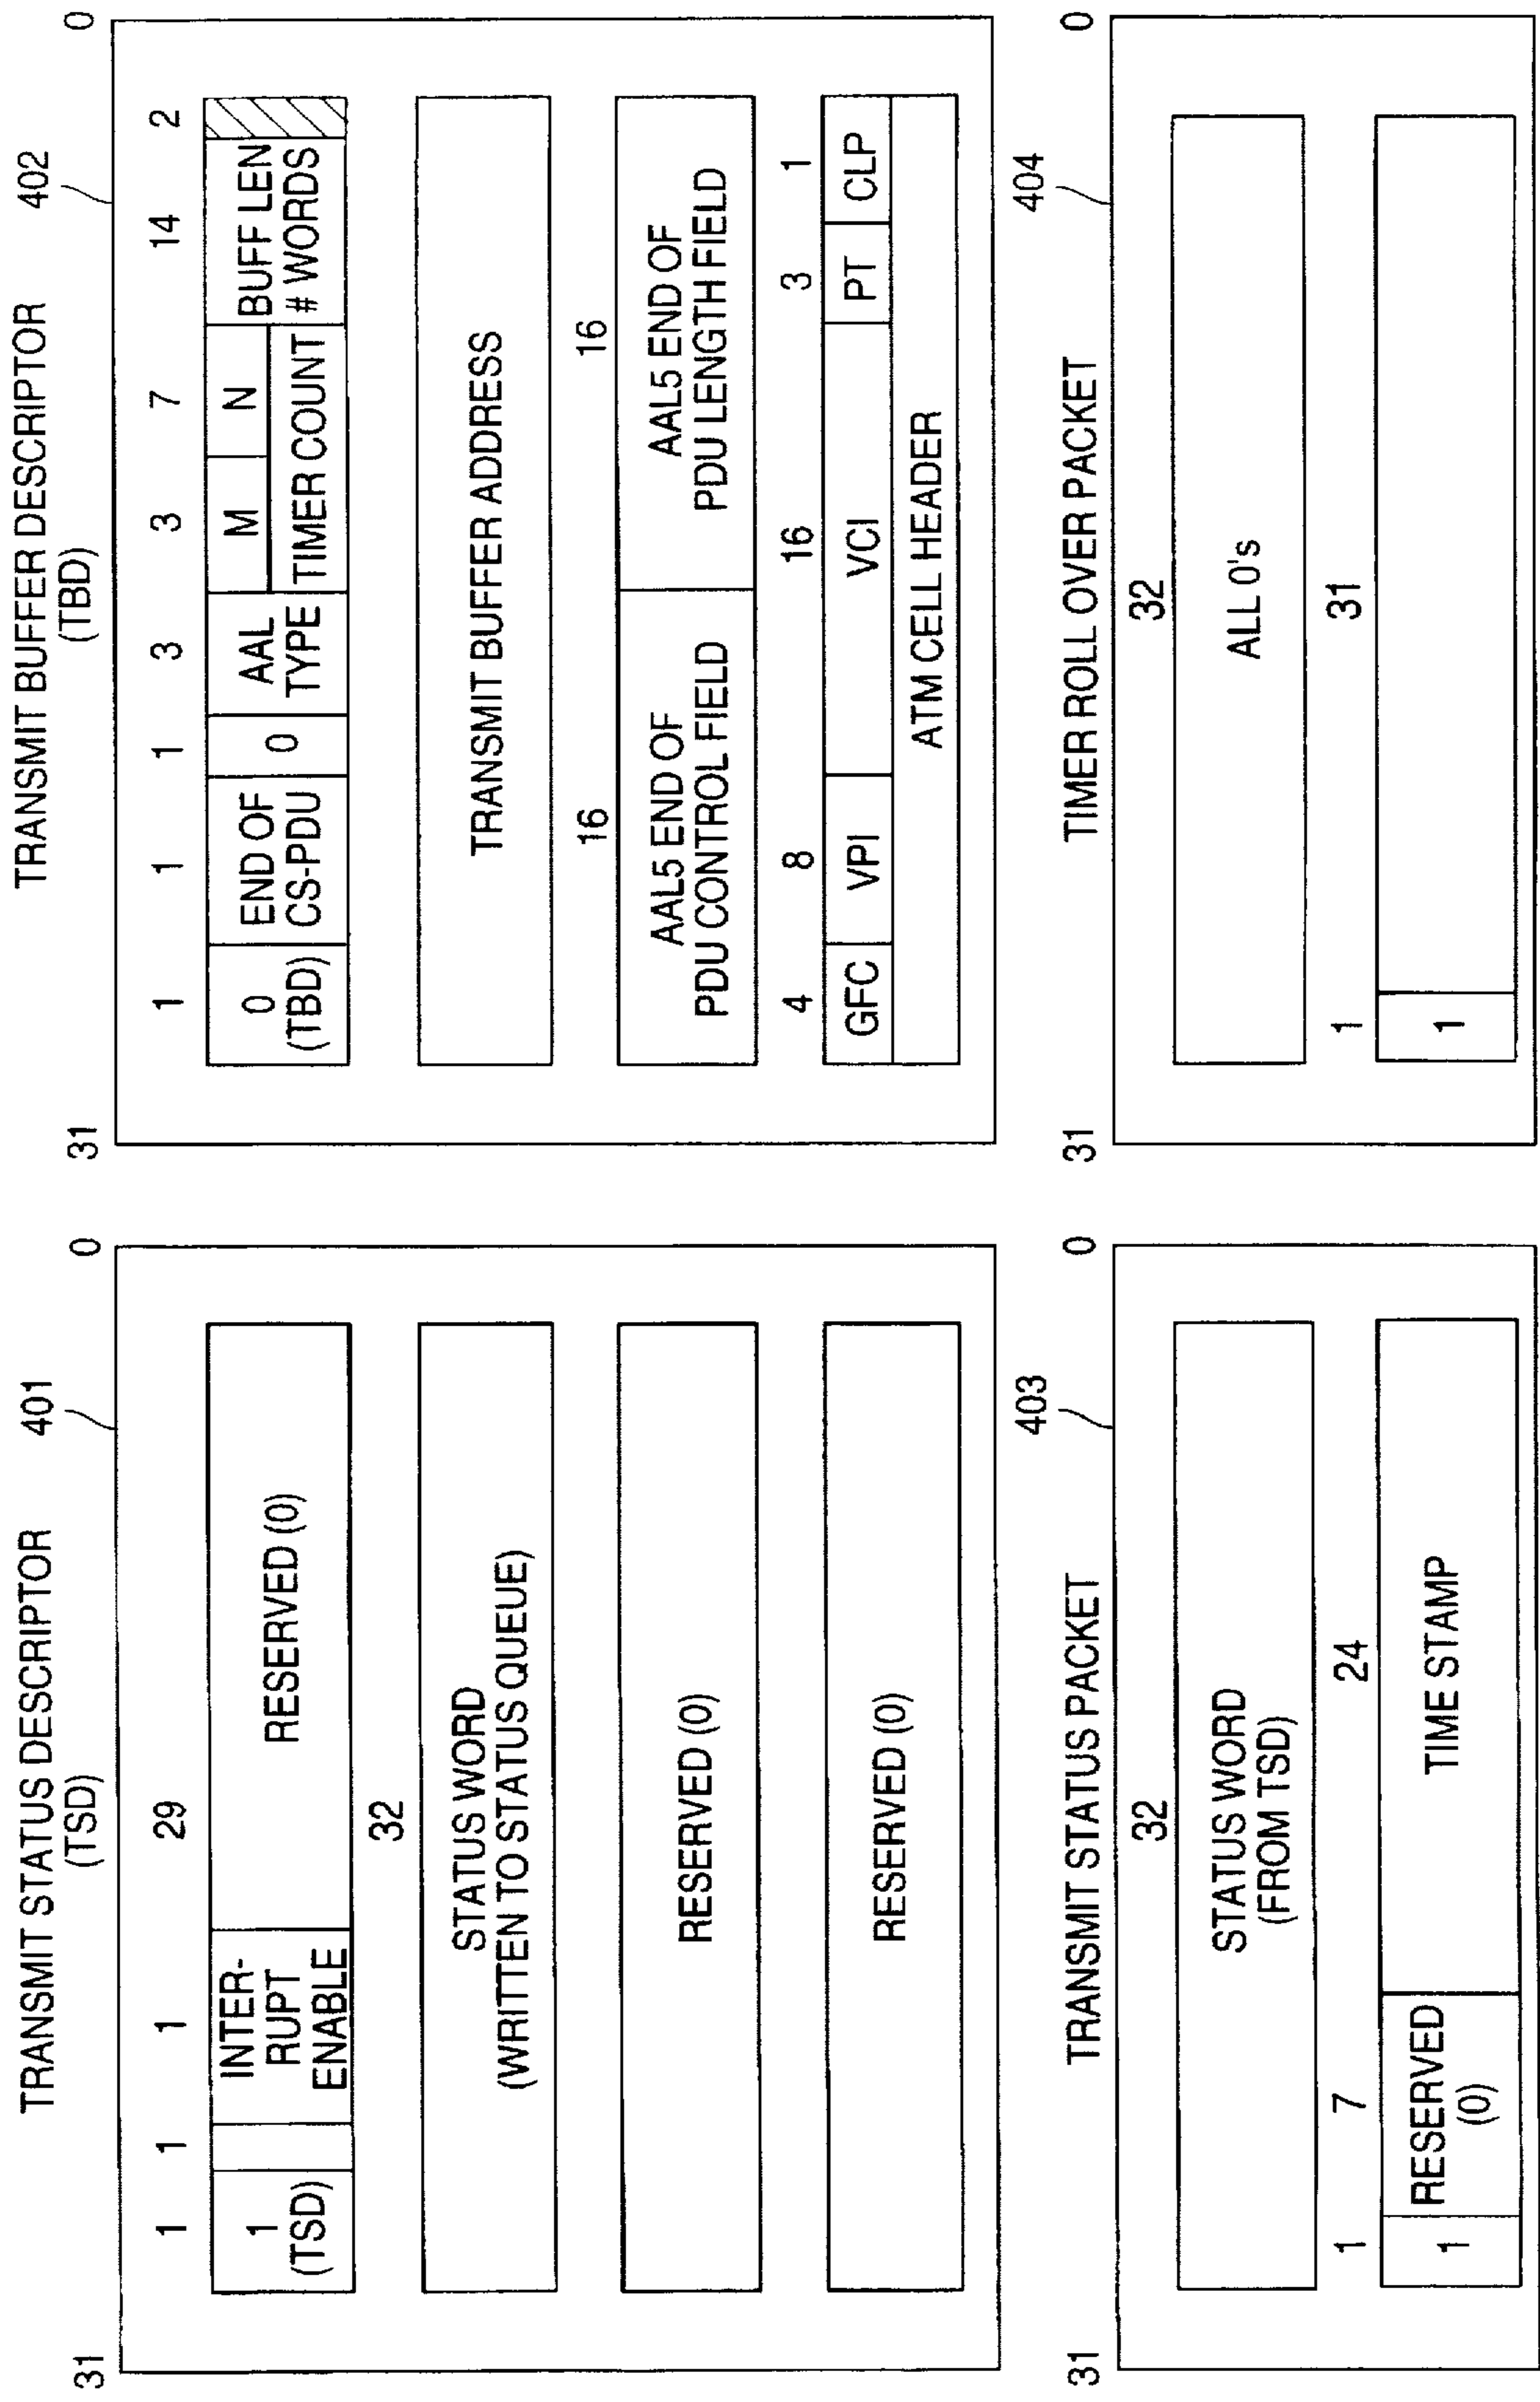 TRANSMIT STATUS DESCRIPTOR
(TSD)
401
31
0
1
1
1
29
1
(TSD)
INTER-
RUPT
ENABLE
RESERVED (0)
32
STATUS WORD
(WRITTEN TO STATUS QUEUE)
RESERVED (0)
RESERVED (0)
TRANSMIT BUFFER DESCRIPTOR
(TBD)
402
31
0
1
1
1
3
3
7
14
2
0
(TBD)
END OF
CS-PDU
0
AAL
TYPE
M
N
TIMER COUNT
BUFF LEN
# WORDS
TRANSMIT BUFFER ADDRESS
16
16
AAL5 END OF
PDU CONTROL FIELD
AAL5 END OF
PDU LENGTH FIELD
4
8
16
3
1
GFC
VPI
VCI
PT
CLP
ATM CELL HEADER
TRANSMIT STATUS PACKET
403
31
0
32
STATUS WORD
(FROM TSD)
1
7
24
1
RESERVED
(0)
TIME STAMP
TIMER ROLL OVER PACKET
404
31
0
32
ALL 0's
1
31
1